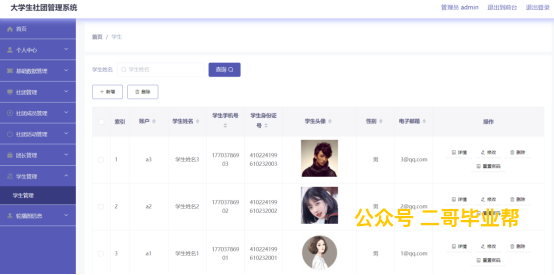 大学生社团管理系统
管理员 admin 退出到前台 退出登录
首页
个人中心
基础数据管理
社团管理
社团成员管理
社团活动管理
团长管理
学生管理
学生管理
轮播图信息
首页 / 学生
学生姓名 学生姓名 查询
+ 新增 删除
索引 账户 学生姓名 学生手机号 学生身份证号 学生头像 性别 电子邮箱 操作
1 a3 学生姓名3 17703786903 410224199610232003 男 3@qq.com 详情 修改 删除 重置密码
2 a2 学生姓名2 17703786902 410224199610232002 男 2@qq.com 详情 修改 删除 重置密码
3 a1 学生姓名1 17703786901 410224199610232001 男 1@qq.com 详情 修改 删除 重置密码
公众号 二哥毕业帮